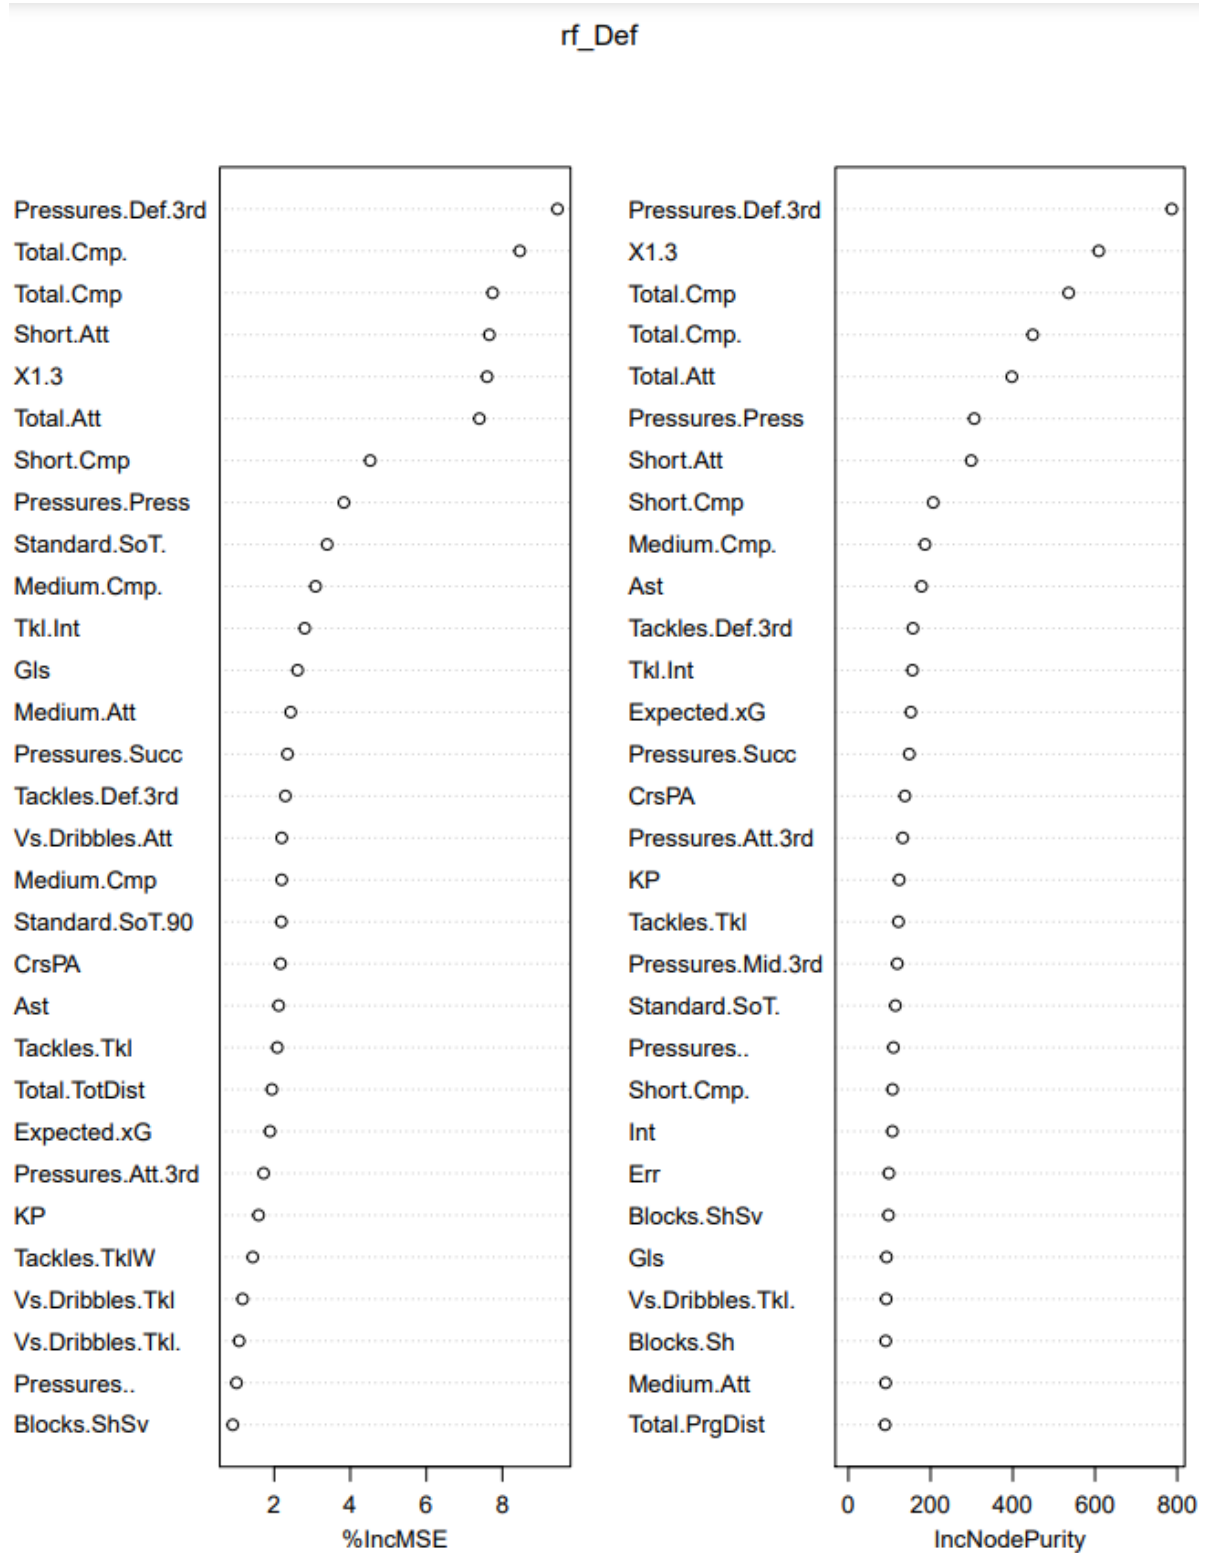 rf_Def
Pressures.Def.3rd
Total.Cmp.
Total.Cmp
Short.Att
X1.3
Total.Att
Short.Cmp
Pressures.Press
Standard.SoT.
Medium.Cmp.
Tkl.Int
Gls
Medium.Att
Pressures.Succ
Tackles.Def.3rd
Vs.Dribbles.Att
Medium.Cmp
Standard.SoT.90
CrsPA
Ast
Tackles.Tkl
Total.TotDist
Expected.xG
Pressures.Att.3rd
KP
Tackles.TklW
Vs.Dribbles.Tkl
Vs.Dribbles.Tkl.
Pressures..
Blocks.ShSv
2 4 6 8
%IncMSE
Pressures.Def.3rd
X1.3
Total.Cmp
Total.Cmp.
Total.Att
Pressures.Press
Short.Att
Short.Cmp
Medium.Cmp.
Ast
Tackles.Def.3rd
Tkl.Int
Expected.xG
Pressures.Succ
CrsPA
Pressures.Att.3rd
KP
Tackles.Tkl
Pressures.Mid.3rd
Standard.SoT.
Pressures..
Short.Cmp.
Int
Err
Blocks.ShSv
Gls
Vs.Dribbles.Tkl.
Blocks.Sh
Medium.Att
Total.PrgDist
0 200 400 600 800
IncNodePurity